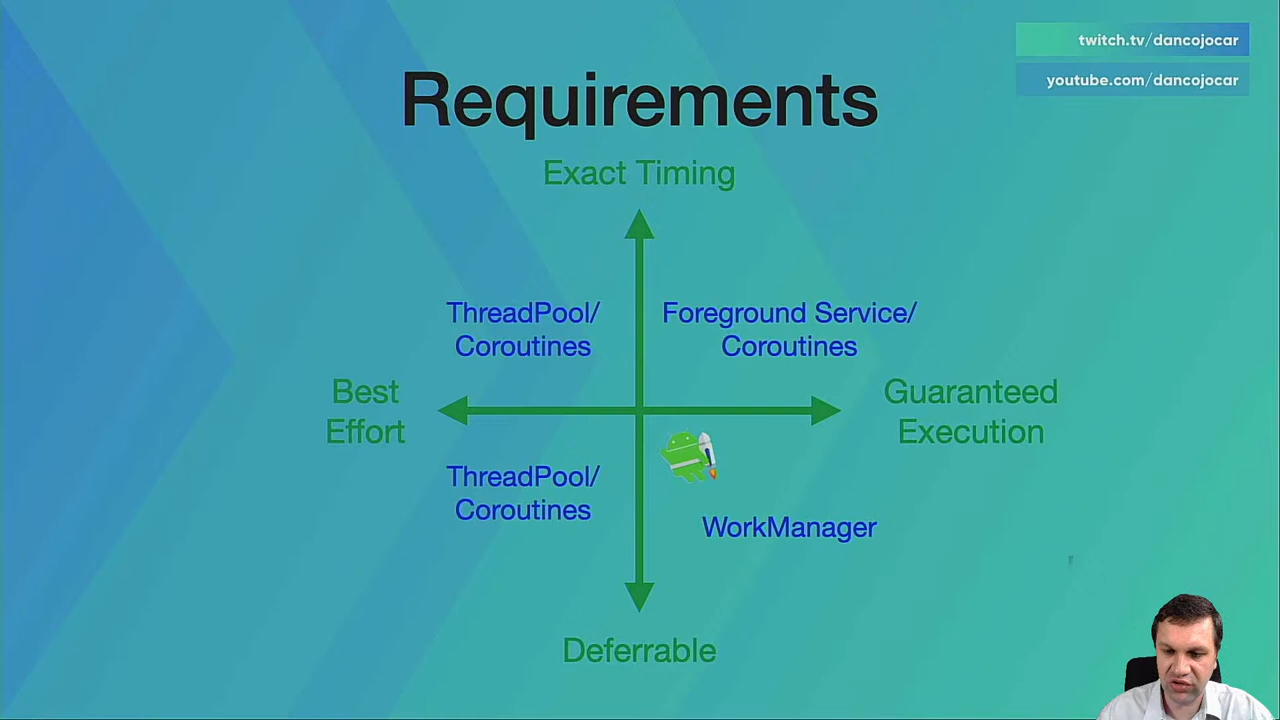 twitch.tv/dancojocar
youtube.com/dancojocar
Requirements
Exact Timing
ThreadPool/
Coroutines
Foreground Service/
Coroutines
Best
Effort
Guaranteed
Execution
ThreadPool/
Coroutines
WorkManager
Deferrable